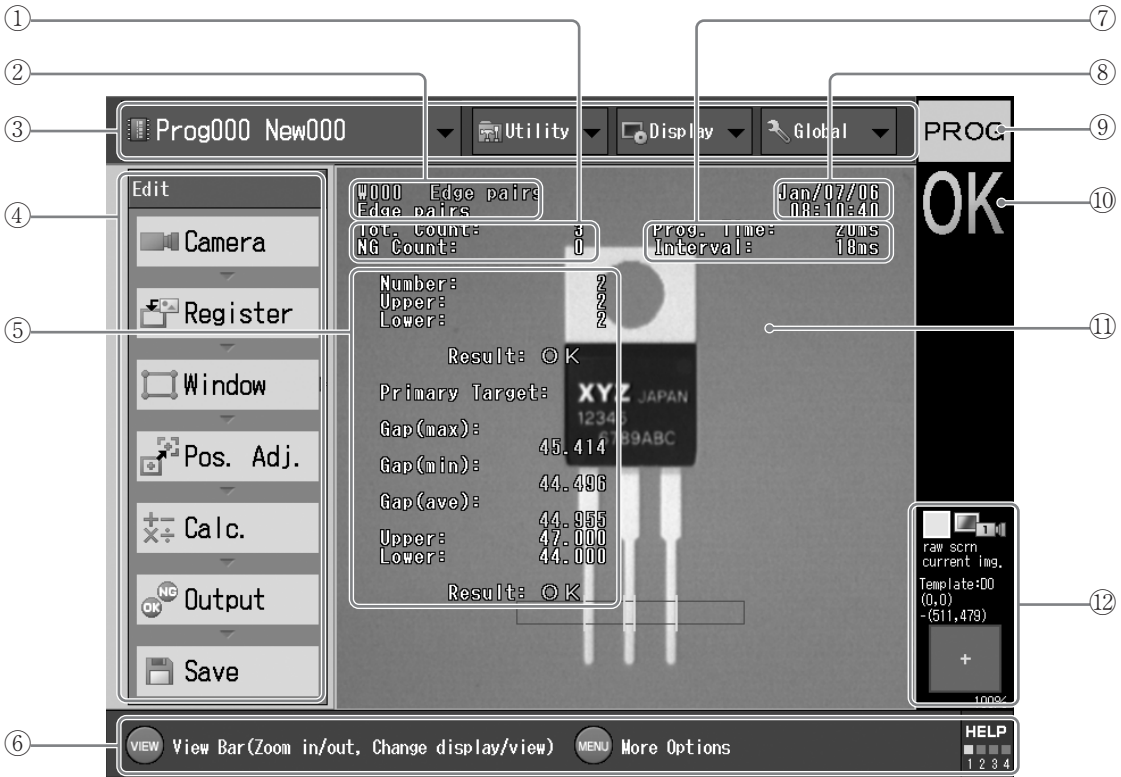 ①
⑦
②
⑧
③
Prog000 New000
Utility
Display
Global
PROG
⑨
④
Edit
W000 Edge pairs
Edge pairs
Jan/07/06
08:10:40
OK
⑩
Tot. Count: 3
NG Count: 0
Prog. Time: 20ms
Interval: 18ms
Camera
Register
Window
Pos. Adj.
Calc.
Output
OK NG
Save
⑤
Number: 2
Upper: 2
Lower: 2
Result: OK
Primary Target:
Gap(max):
45.414
Gap(min):
44.496
Gap(ave):
44.955
Upper: 47.000
Lower: 44.000
Result: OK
XYZ JAPAN
12345
6789ABC
⑪
1
raw scrn
current img.
Template:D0
(0,0)
-(511,479)
+
100%
⑫
⑥
VIEW View Bar(Zoom in/out, Change display/view)
MENU More Options
HELP
1 2 3 4